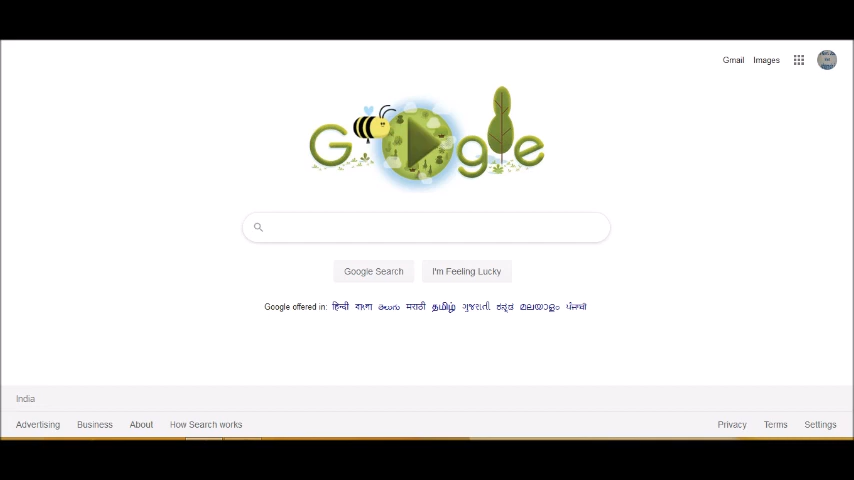 Gmail Images
Google
Google Search I'm Feeling Lucky
Google offered in: हिन्दी বাংলা తెలుగు मराठी தமிழ் ગુજરાતી ಕನ್ನಡ മലയാളം ਪੰਜਾਬੀ
India
Advertising Business About How Search works Privacy Terms Settings